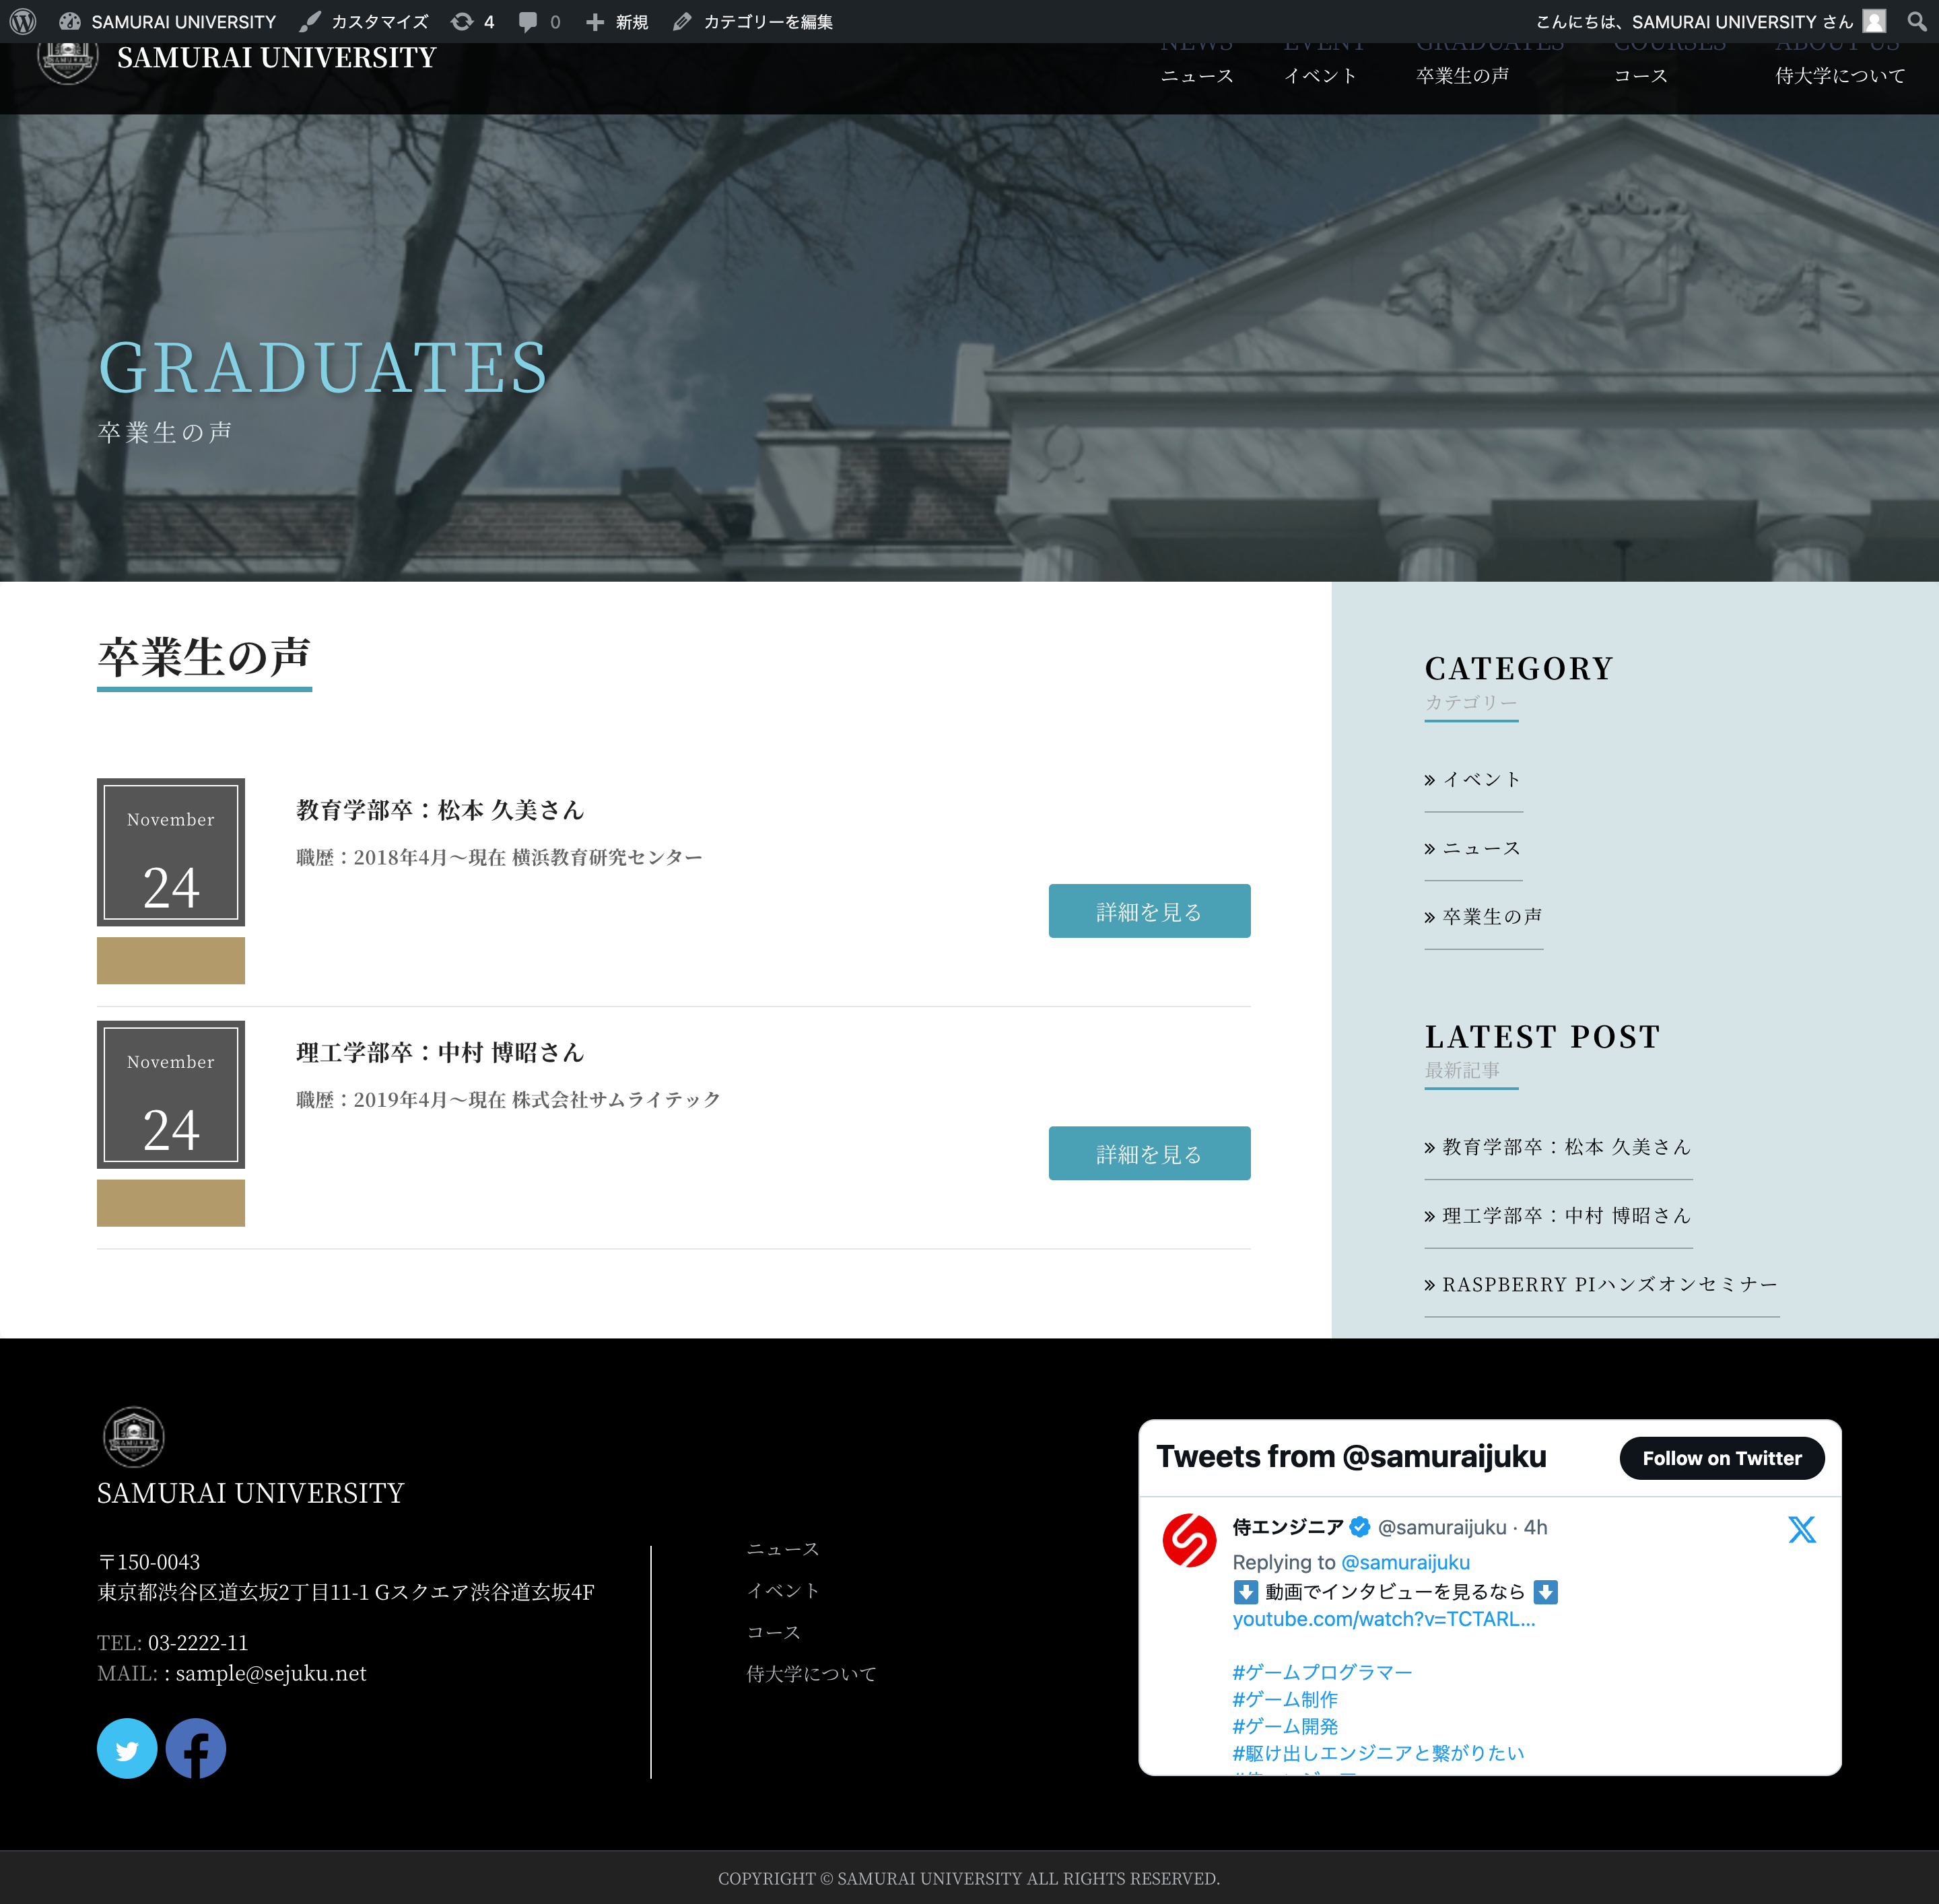 SAMURAI UNIVERSITY カスタマイズ 4 0 新規 カテゴリーを編集 こんにちは、SAMURAI UNIVERSITY さん
SAMURAI UNIVERSITY
NEWS EVENT GRADUATES COURSES ABOUT US
ニュース イベント 卒業生の声 コース 侍大学について
GRADUATES
卒業生の声
卒業生の声
November
24
教育学部卒：松本 久美さん
職歴：2018年4月〜現在 横浜教育研究センター
詳細を見る
November
24
理工学部卒：中村 博昭さん
職歴：2019年4月〜現在 株式会社サムライテック
詳細を見る
CATEGORY
カテゴリー
» イベント
» ニュース
» 卒業生の声
LATEST POST
最新記事
» 教育学部卒：松本 久美さん
» 理工学部卒：中村 博昭さん
» RASPBERRY PIハンズオンセミナー
SAMURAI UNIVERSITY
〒150-0043
東京都渋谷区道玄坂2丁目11-1 Gスクエア渋谷道玄坂4F
TEL: 03-2222-11
MAIL: : sample@sejuku.net
ニュース
イベント
コース
侍大学について
Tweets from @samuraijuku
Follow on Twitter
侍エンジニア @samuraijuku · 4h
Replying to @samuraijuku
⬇️ 動画でインタビューを見るなら ⬇️
youtube.com/watch?v=TCTARL…
#ゲームプログラマー
#ゲーム制作
#ゲーム開発
#駆け出しエンジニアと繋がりたい
COPYRIGHT © SAMURAI UNIVERSITY ALL RIGHTS RESERVED.